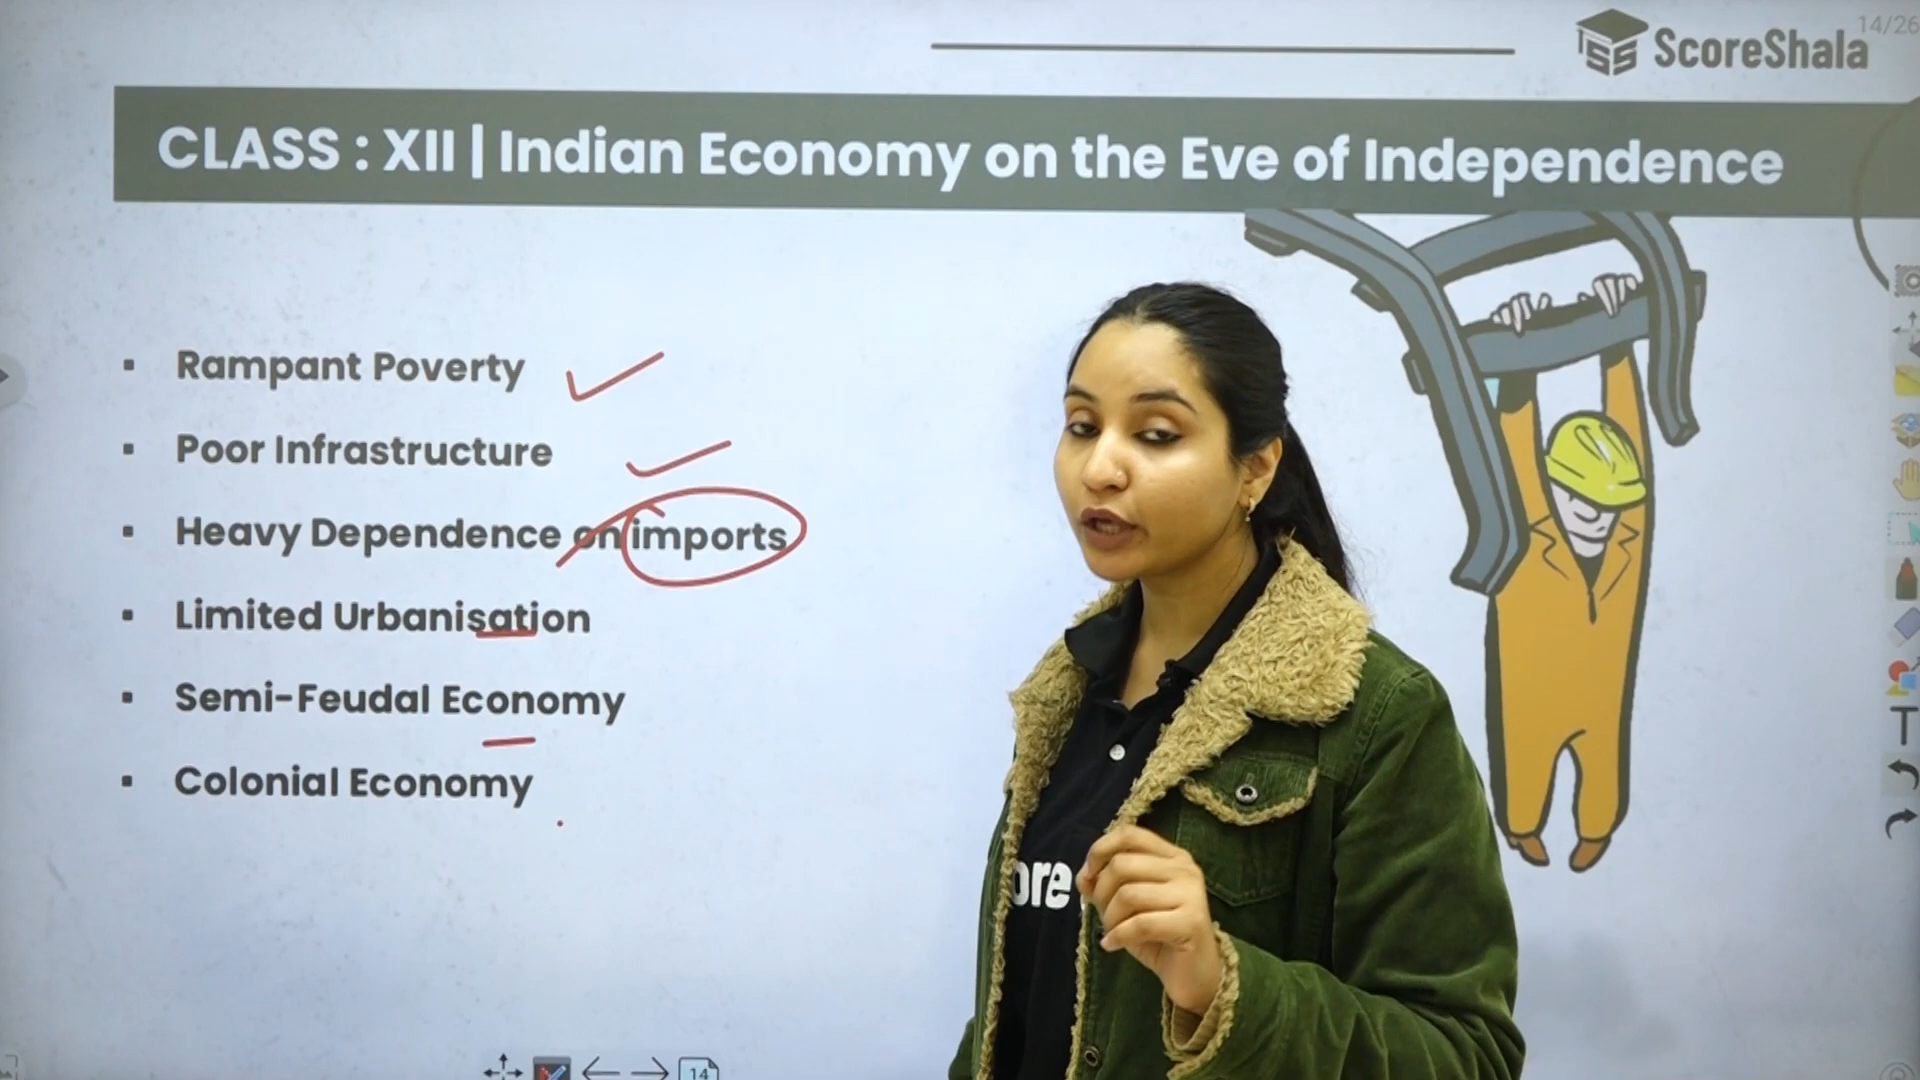 14/26
ScoreShala
CLASS : XII | Indian Economy on the Eve of Independence
▪ Rampant Poverty
▪ Poor Infrastructure
▪ Heavy Dependence on imports
▪ Limited Urbanisation
▪ Semi-Feudal Economy
▪ Colonial Economy
ore
T
14